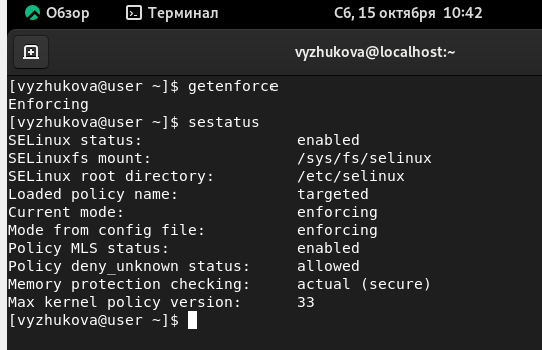 Обзор Терминал Сб, 15 октября 10:42
vyzhukova@localhost:~
[vyzhukova@user ~]$ getenforce
Enforcing
[vyzhukova@user ~]$ sestatus
SELinux status:                 enabled
SELinuxfs mount:                /sys/fs/selinux
SELinux root directory:         /etc/selinux
Loaded policy name:             targeted
Current mode:                   enforcing
Mode from config file:          enforcing
Policy MLS status:              enabled
Policy deny_unknown status:     allowed
Memory protection checking:     actual (secure)
Max kernel policy version:      33
[vyzhukova@user ~]$